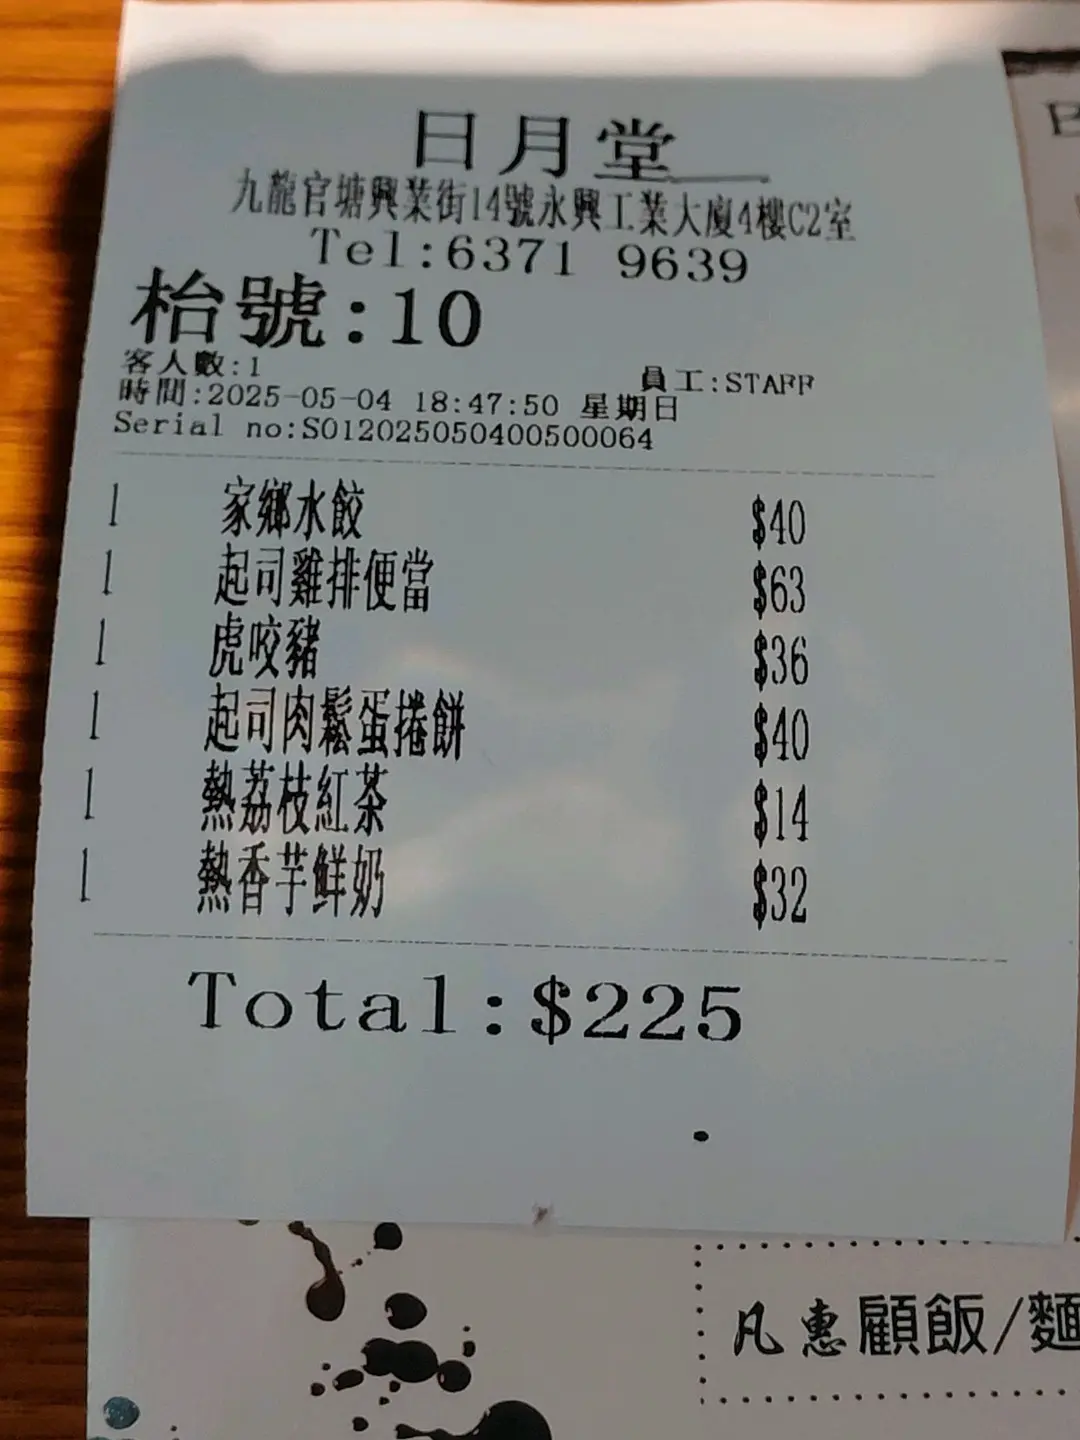 日月堂
九龍官塘興業街14號永興工業大廈4樓C2室
Tel:6371 9639
枱號:10
客人數:1 員工:STAFF
時間:2025-05-04 18:47:50 星期日
Serial no:S012025050400500064
1 家鄉水餃 $40
1 起司雞排便當 $63
1 虎咬豬 $36
1 起司肉鬆蛋捲餅 $40
1 熱荔枝紅茶 $14
1 熱香芋鮮奶 $32
Total:$225
凡惠顧飯/麵